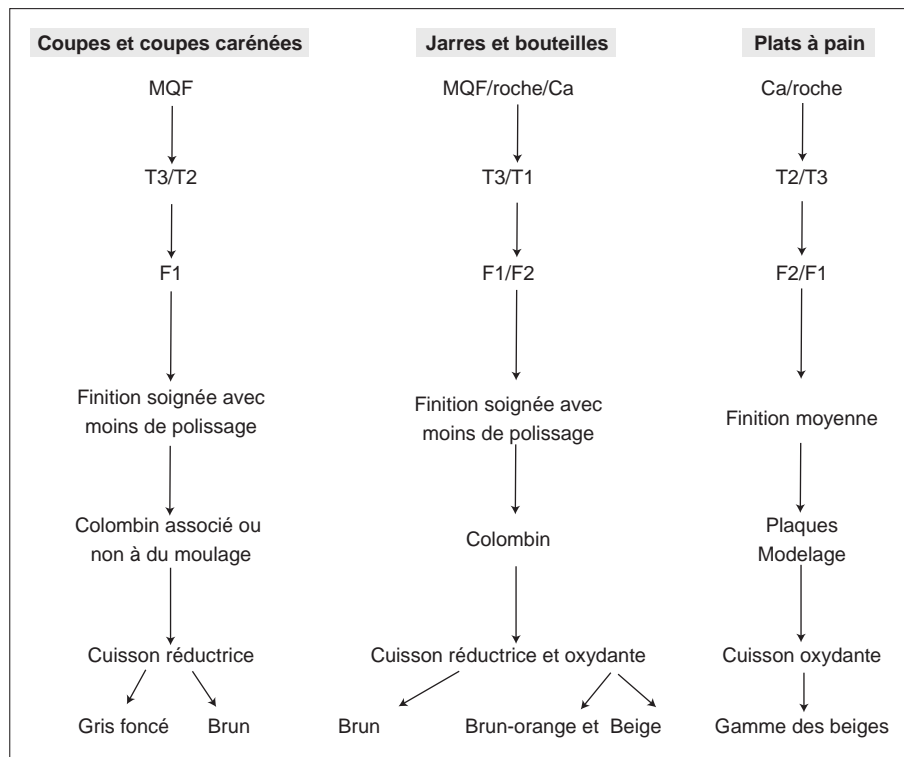 Coupes et coupes carénées
MQF
T3/T2
F1
Finition soignée avec
moins de polissage
Colombin associé ou
non à du moulage
Cuisson réductrice
Gris foncé
Brun
Jarres et bouteilles
MQF/roche/Ca
T3/T1
F1/F2
Finition soignée avec
moins de polissage
Colombin
Cuisson réductrice et oxydante
Brun
Brun-orange et Beige
Plats à pain
Ca/roche
T2/T3
F2/F1
Finition moyenne
Plaques
Modelage
Cuisson oxydante
Gamme des beiges